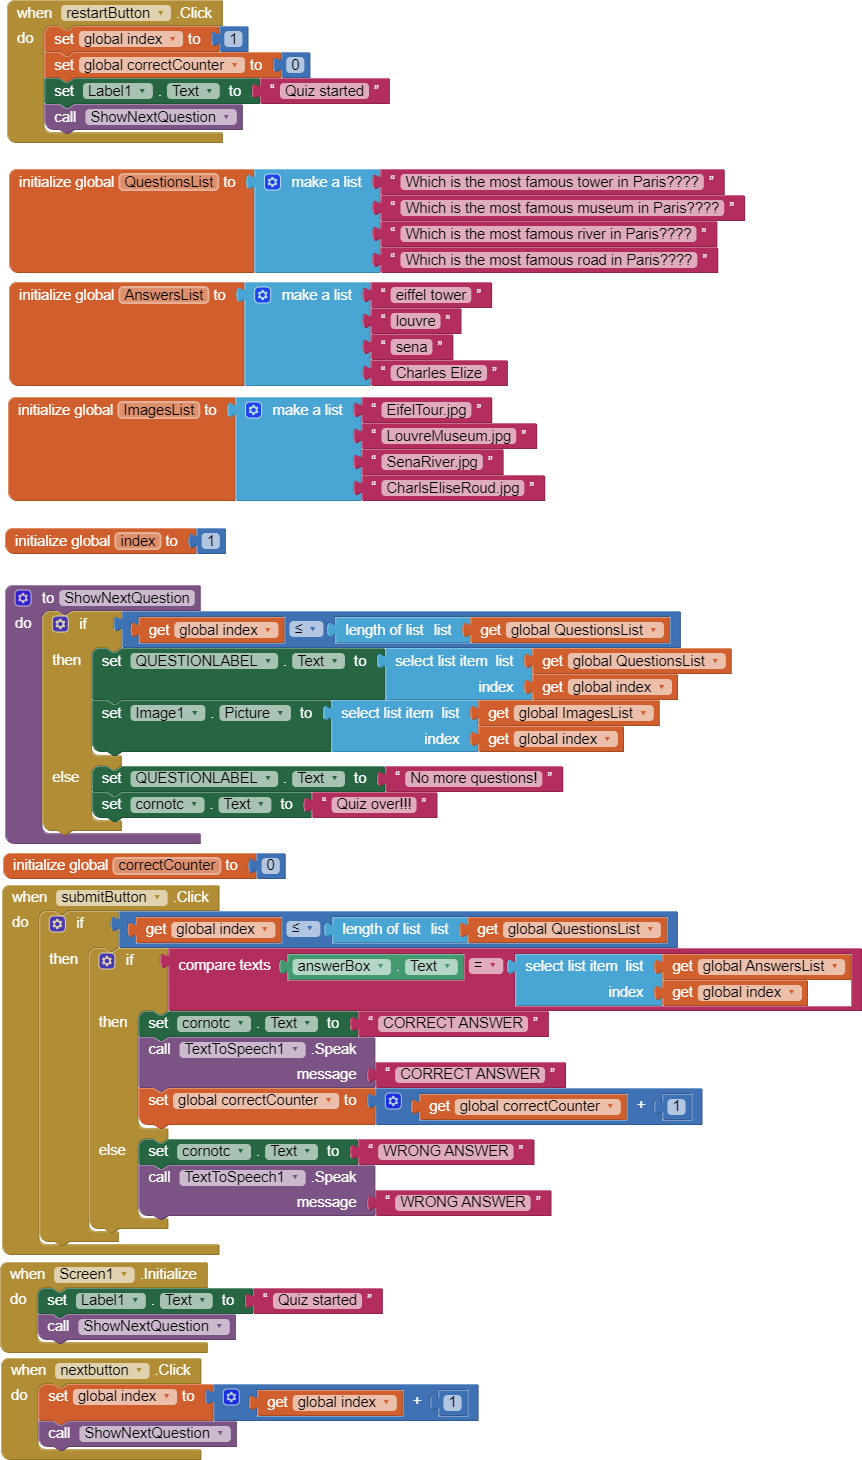 when restartButton .Click
do set global index to 1
set global correctCounter to 0
set Label1 . Text to “ Quiz started ”
call ShowNextQuestion
initialize global QuestionsList to make a list “ Which is the most famous tower in Paris???? ”
“ Which is the most famous museum in Paris???? ”
“ Which is the most famous river in Paris???? ”
“ Which is the most famous road in Paris???? ”
initialize global AnswersList to make a list “ eiffel tower ”
“ louvre ”
“ sena ”
“ Charles Elize ”
initialize global ImagesList to make a list “ EifelTour.jpg ”
“ LouvreMuseum.jpg ”
“ SenaRiver.jpg ”
“ CharlsEliseRoud.jpg ”
initialize global index to 1
to ShowNextQuestion
do if get global index ≤ length of list list get global QuestionsList
then set QUESTIONLABEL . Text to select list item list get global QuestionsList
index get global index
set Image1 . Picture to select list item list get global ImagesList
index get global index
else set QUESTIONLABEL . Text to “ No more questions! ”
set cornotc . Text to “ Quiz over!!! ”
initialize global correctCounter to 0
when submitButton .Click
do if get global index ≤ length of list list get global QuestionsList
then if compare texts answerBox . Text = select list item list get global AnswersList
index get global index
then set cornotc . Text to “ CORRECT ANSWER ”
call TextToSpeech1 .Speak
message “ CORRECT ANSWER ”
set global correctCounter to get global correctCounter + 1
else set cornotc . Text to “ WRONG ANSWER ”
call TextToSpeech1 .Speak
message “ WRONG ANSWER ”
when Screen1 .Initialize
do set Label1 . Text to “ Quiz started ”
call ShowNextQuestion
when nextbutton .Click
do set global index to get global index + 1
call ShowNextQuestion